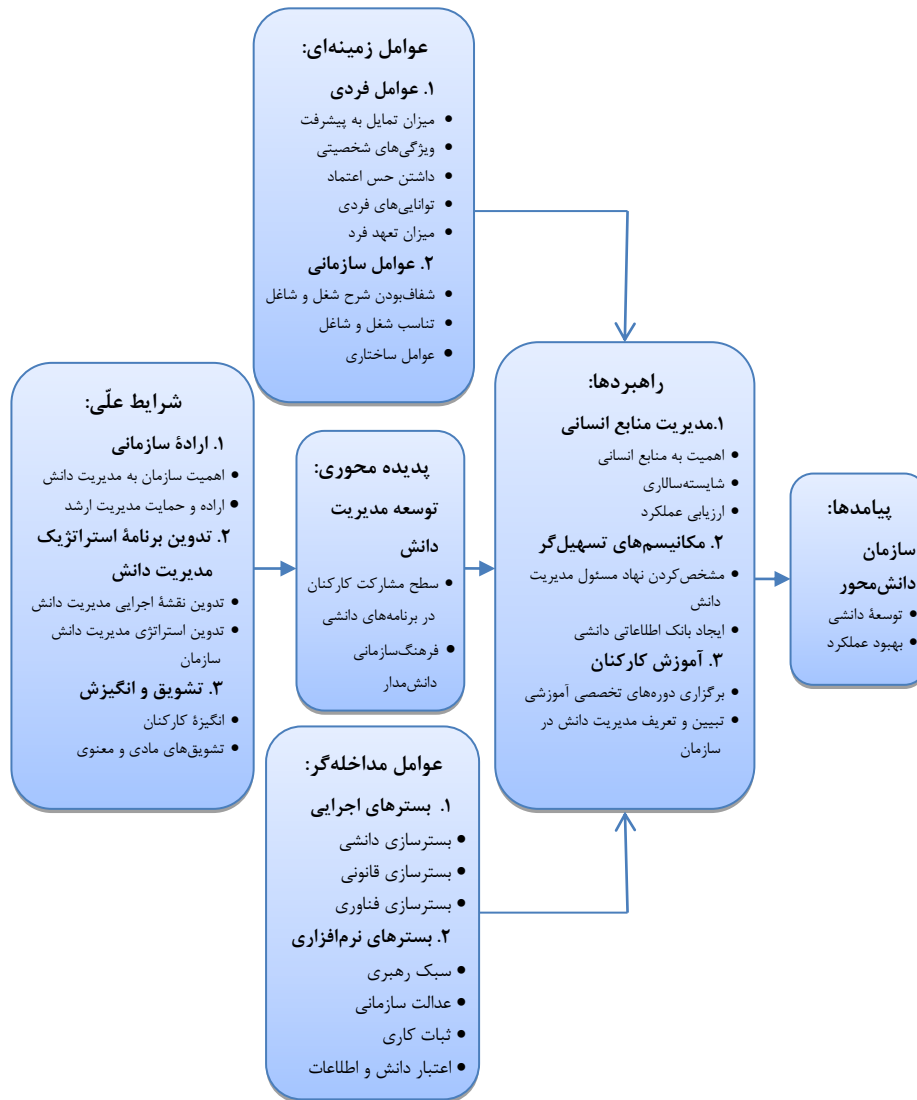 عوامل زمینه‌ای:
۱. عوامل فردی
• میزان تمایل به پیشرفت
• ویژگی‌های شخصیتی
• داشتن حس اعتماد
• توانایی‌های فردی
• میزان تعهد فرد
۲. عوامل سازمانی
• شفاف‌بودن شرح شغل و شاغل
• تناسب شغل و شاغل
• عوامل ساختاری
شرایط علّی:
۱. ارادهٔ سازمانی
• اهمیت سازمان به مدیریت دانش
• اراده و حمایت مدیریت ارشد
۲. تدوین برنامهٔ استراتژیک
مدیریت دانش
• تدوین نقشهٔ اجرایی مدیریت دانش
• تدوین استراتژی مدیریت دانش
سازمان
۳. تشویق و انگیزش
• انگیزهٔ کارکنان
• تشویق‌های مادی و معنوی
پدیده محوری:
توسعه مدیریت
دانش
• سطح مشارکت کارکنان
در برنامه‌های دانشی
• فرهنگ‌سازمانی
دانش‌مدار
راهبردها:
۱.مدیریت منابع انسانی
• اهمیت به منابع انسانی
• شایسته‌سالاری
• ارزیابی عملکرد
۲. مکانیسم‌های تسهیل‌گر
• مشخص‌کردن نهاد مسئول مدیریت
دانش
• ایجاد بانک اطلاعاتی دانشی
۳. آموزش کارکنان
• برگزاری دوره‌های تخصصی آموزشی
• تبیین و تعریف مدیریت دانش در
سازمان
پیامدها:
سازمان
دانش‌محور
• توسعهٔ دانشی
• بهبود عملکرد
عوامل مداخله‌گر:
۱. بسترهای اجرایی
• بسترسازی دانشی
• بسترسازی قانونی
• بسترسازی فناوری
۲. بسترهای نرم‌افزاری
• سبک رهبری
• عدالت سازمانی
• ثبات کاری
• اعتبار دانش و اطلاعات